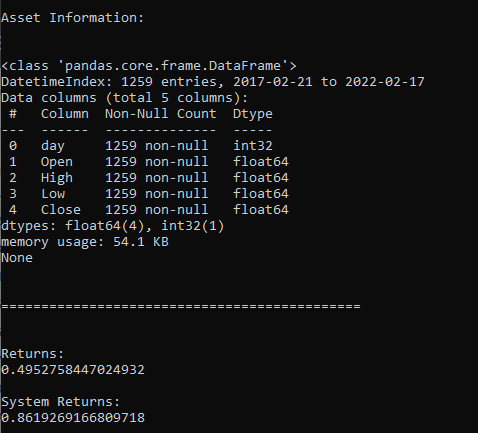 Asset Information:
<class 'pandas.core.frame.DataFrame'>
DatetimeIndex: 1259 entries, 2017-02-21 to 2022-02-17
Data columns (total 5 columns):
 #   Column  Non-Null Count  Dtype
---  ------  --------------  -----
 0   day     1259 non-null   int32
 1   Open    1259 non-null   float64
 2   High    1259 non-null   float64
 3   Low     1259 non-null   float64
 4   Close   1259 non-null   float64
dtypes: float64(4), int32(1)
memory usage: 54.1 KB
None
=============================================
Returns:
0.4952758447024932
System Returns:
0.8619269166809718